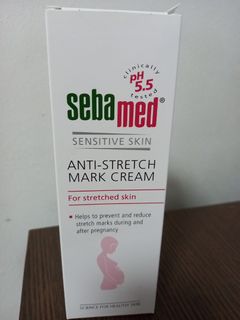 clinically
pH
5.5
tested
sebamed®
SENSITIVE SKIN
ANTI-STRETCH
MARK CREAM
For stretched skin
• Helps to prevent and reduce
stretch marks during and
after pregnancy
SCIENCE FOR HEALTHY SKIN